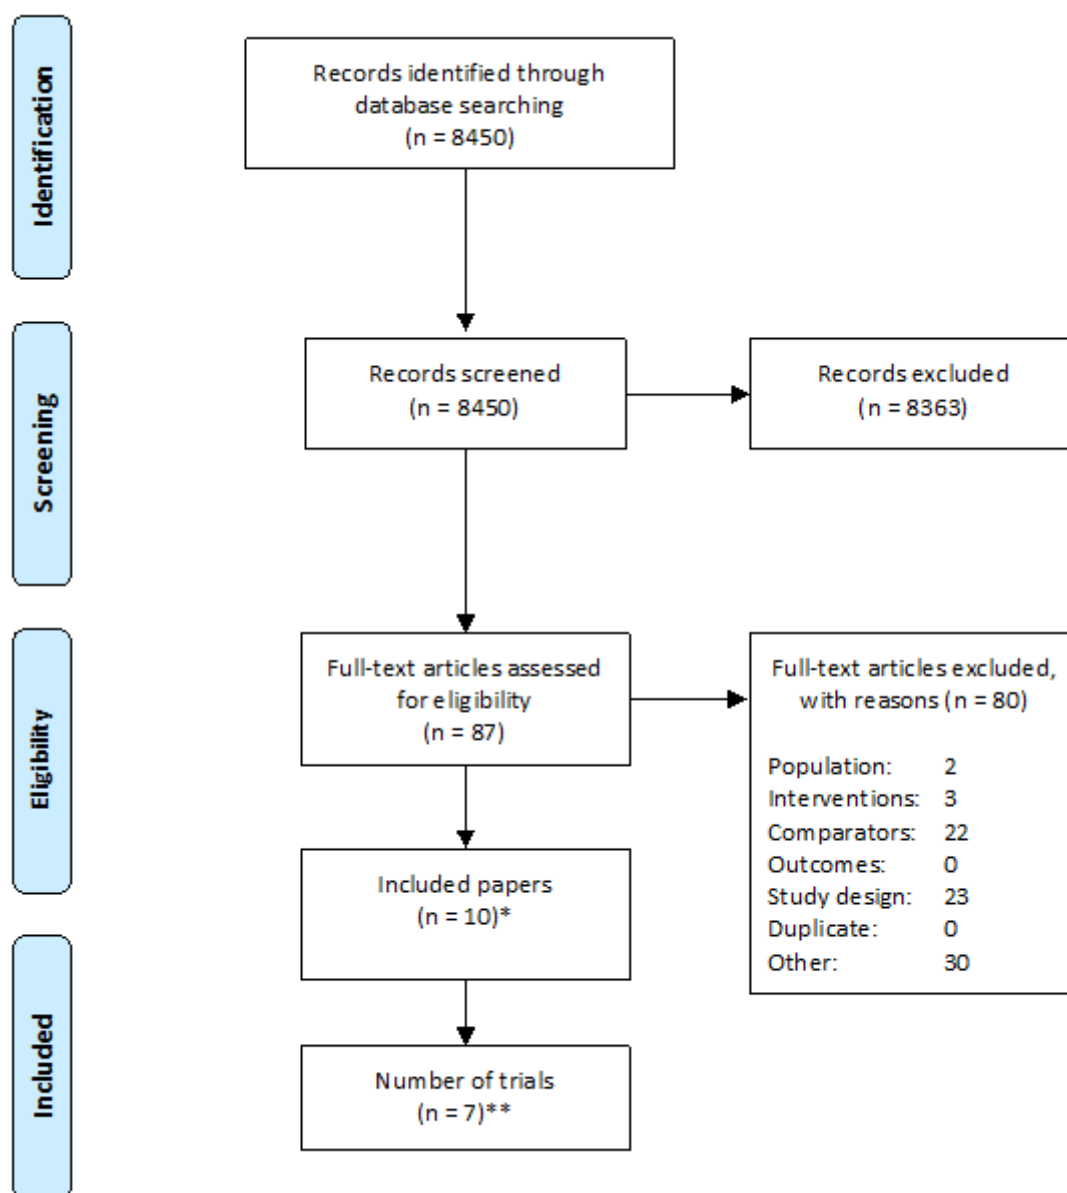 Identification
Records identified through
database searching
(n = 8450)
Screening
Records screened
(n = 8450)
Records excluded
(n = 8363)
Eligibility
Full-text articles assessed
for eligibility
(n = 87)
Full-text articles excluded,
with reasons (n = 80)
Population: 2
Interventions: 3
Comparators: 22
Outcomes: 0
Study design: 23
Duplicate: 0
Other: 30
Included papers
(n = 10)*
Included
Number of trials
(n = 7)**